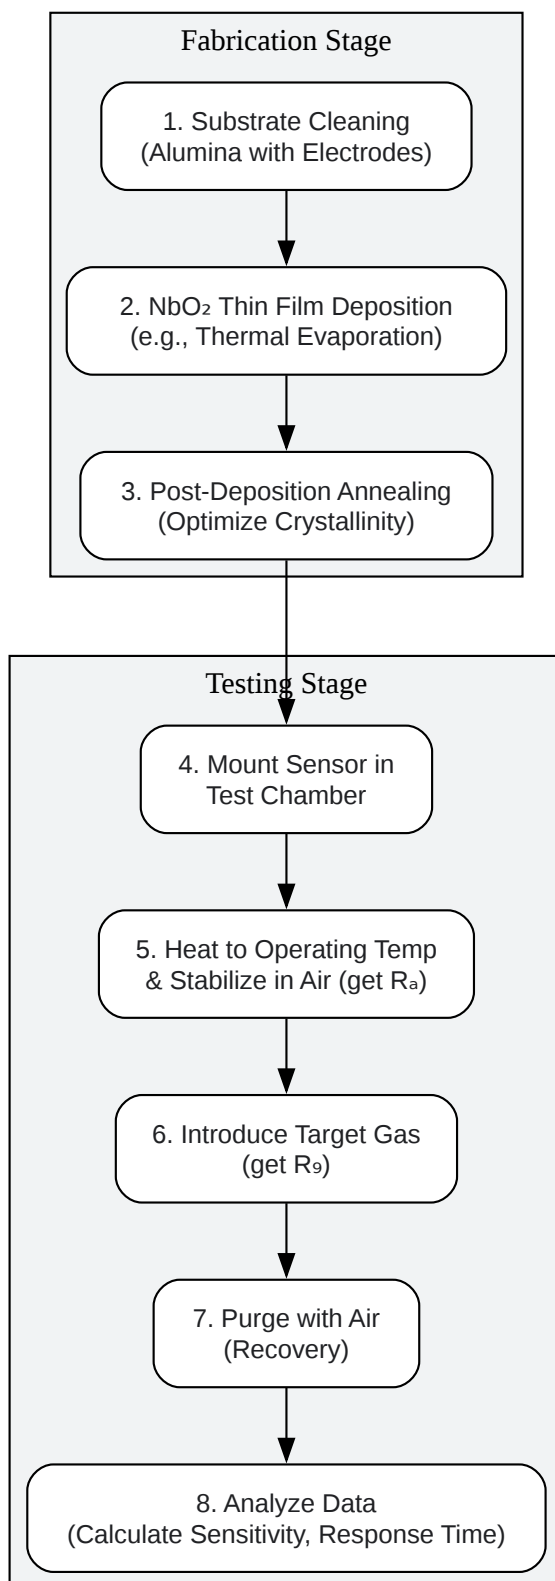 Fabrication Stage
1. Substrate Cleaning
(Alumina with Electrodes)
2. NbO₂ Thin Film Deposition
(e.g., Thermal Evaporation)
3. Post-Deposition Annealing
(Optimize Crystallinity)
Testing Stage
4. Mount Sensor in
Test Chamber
5. Heat to Operating Temp
& Stabilize in Air (get Rₐ)
6. Introduce Target Gas
(get R₉)
7. Purge with Air
(Recovery)
8. Analyze Data
(Calculate Sensitivity, Response Time)